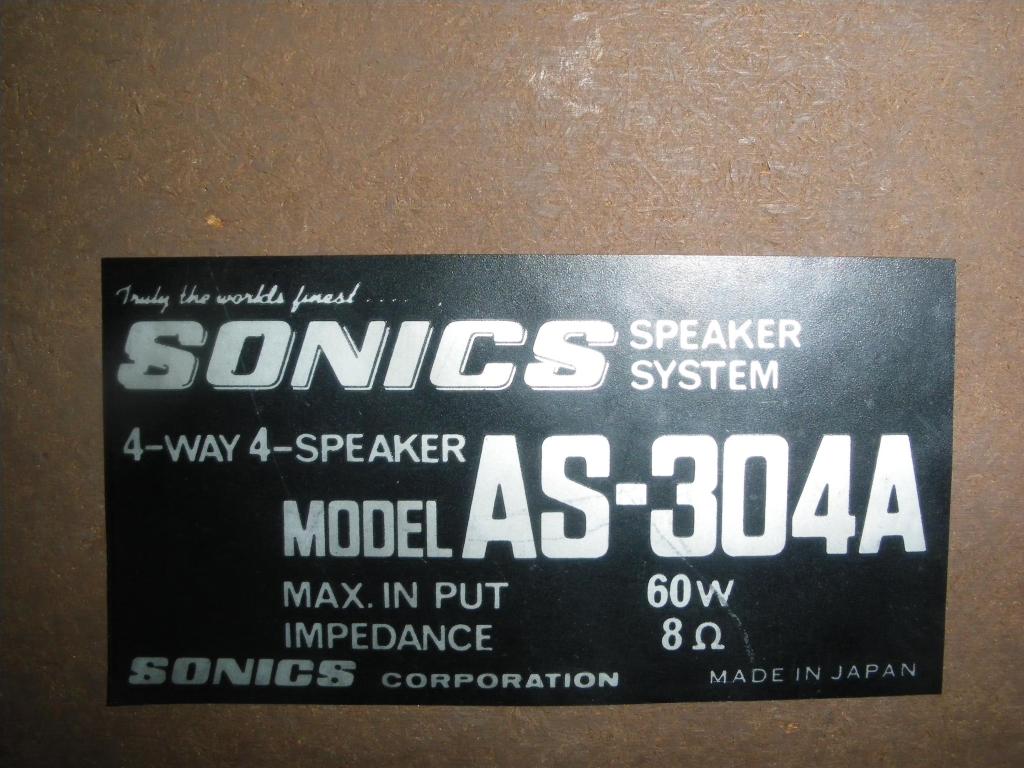 Truly the worlds finest ....
SONICS SPEAKER SYSTEM
4-WAY 4-SPEAKER
MODEL AS-304A
MAX. IN PUT 60W
IMPEDANCE 8Ω
SONICS CORPORATION MADE IN JAPAN